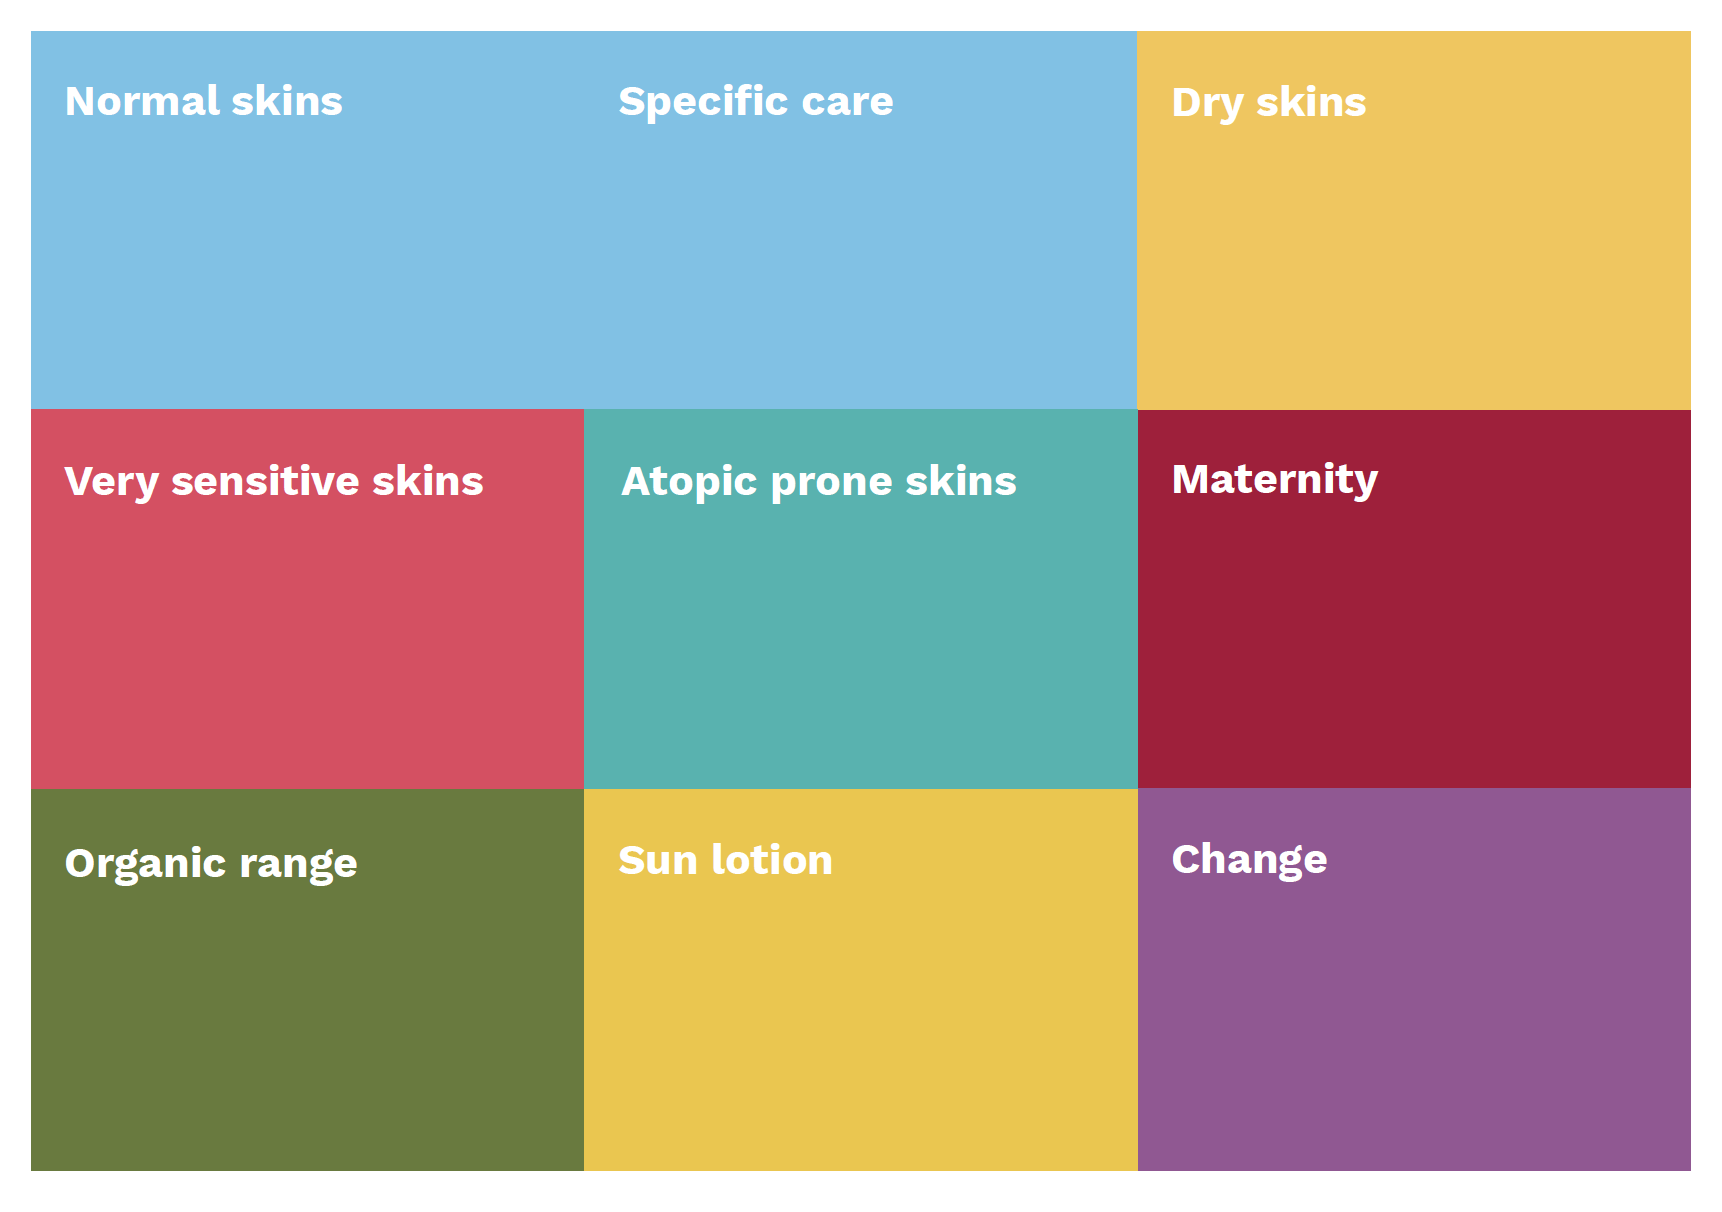 Normal skins
Specific care
Dry skins
Very sensitive skins
Atopic prone skins
Maternity
Organic range
Sun lotion
Change